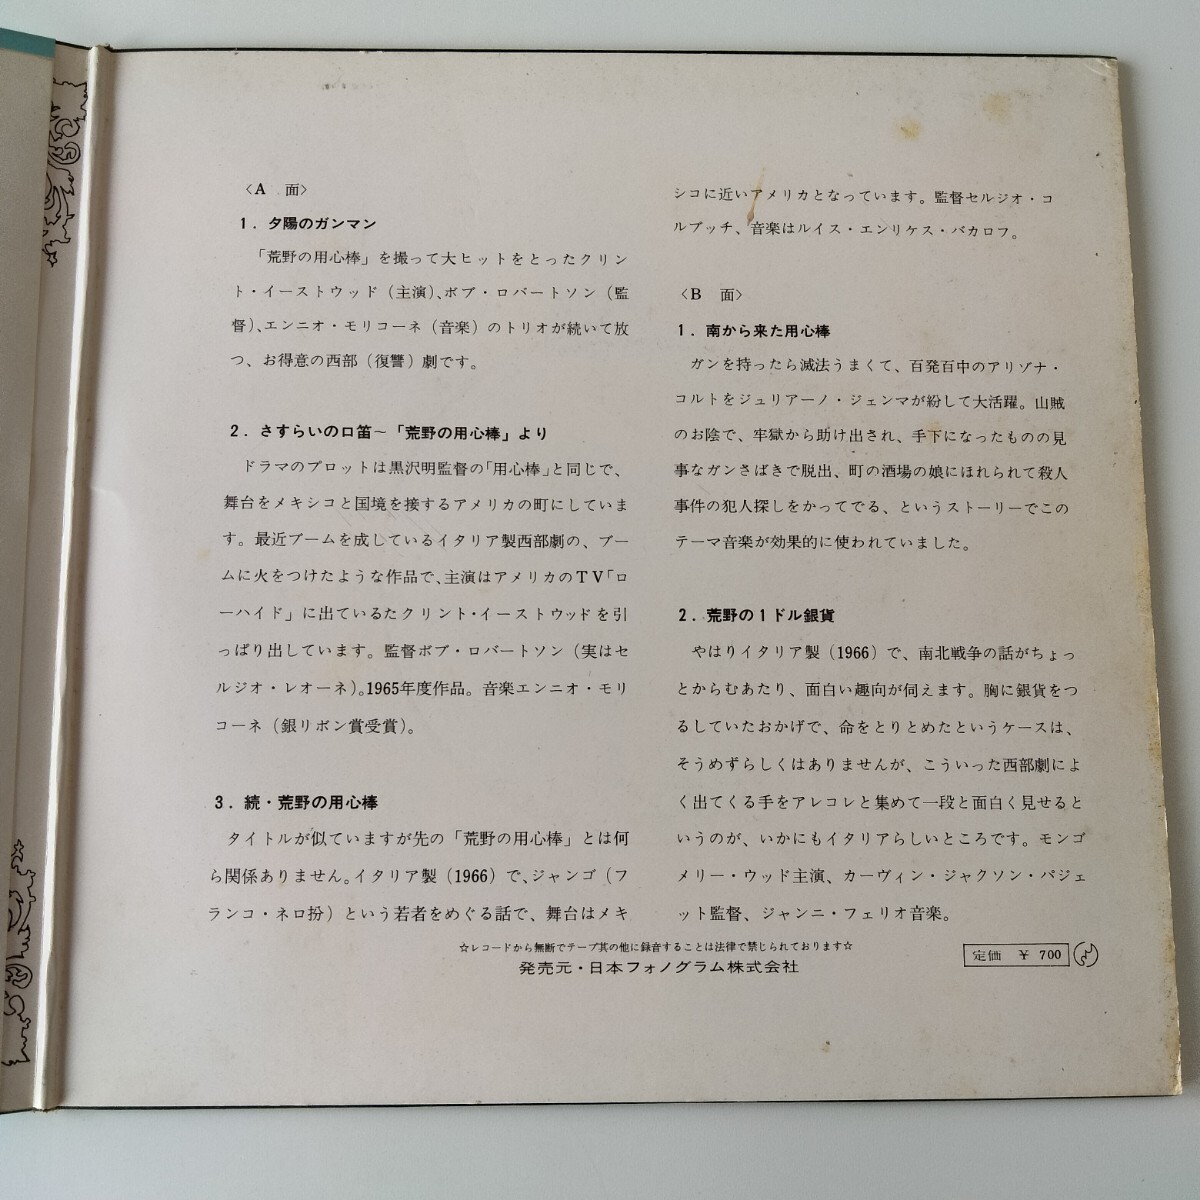 〈A 面〉
1. 夕陽のガンマン
「荒野の用心棒」を撮って大ヒットをとったクリン
ト・イーストウッド(主演)、ボブ・ロバートソン(監
督)、エンニオ・モリコーネ(音楽)のトリオが続いて放
つ、お得意の西部(復讐)劇です。
2. さすらいの口笛~「荒野の用心棒」より
ドラマのプロットは黒沢明監督の「用心棒」と同じで、
舞台をメキシコと国境を接するアメリカの町にしていま
す。最近ブームを成しているイタリア製西部劇の、ブー
ムに火をつけたような作品で、主演はアメリカのTV「ロ
ーハイド」に出ているたクリント・イーストウッドを引
っぱり出しています。監督ボブ・ロバートソン(実はセ
ルジオ・レオーネ)。1965年度作品。音楽エンニオ・モリ
コーネ(銀リボン賞受賞)。
3. 続・荒野の用心棒
タイトルが似ていますが先の「荒野の用心棒」とは何
ら関係ありません。イタリア製(1966)で、ジャンゴ(フ
ランコ・ネロ扮)という若者をめぐる話で、舞台はメキ
シコに近いアメリカとなっています。監督セルジオ・コ
ルブッチ、音楽はルイス・エンリケス・バカロフ。
〈B 面〉
1. 南から来た用心棒
ガンを持ったら滅法うまくて、百発百中のアリゾナ・
コルトをジュリアーノ・ジェンマが紛して大活躍。山賊
のお陰で、牢獄から助け出され、手下になったものの見
事なガンさばきで脱出、町の酒場の娘にほれられて殺人
事件の犯人探しをかってでる、というストーリーでこの
テーマ音楽が効果的に使われていました。
2. 荒野の1ドル銀貨
やはりイタリア製(1966)で、南北戦争の話がちょっ
とからむあたり、面白い趣向が伺えます。胸に銀貨をつ
るしていたおかげで、命をとりとめたというケースは、
そうめずらしくはありませんが、こういった西部劇によ
く出てくる手をアレコレと集めて一段と面白く見せると
いうのが、いかにもイタリアらしいところです。モンゴ
メリー・ウッド主演、カーヴィン・ジャクソン・パジェ
ット監督、ジャンニ・フェリオ音楽。
☆レコードから無断でテープ其の他に録音することは法律で禁じられております☆
発売元・日本フォノグラム株式会社
定価 ¥ 700